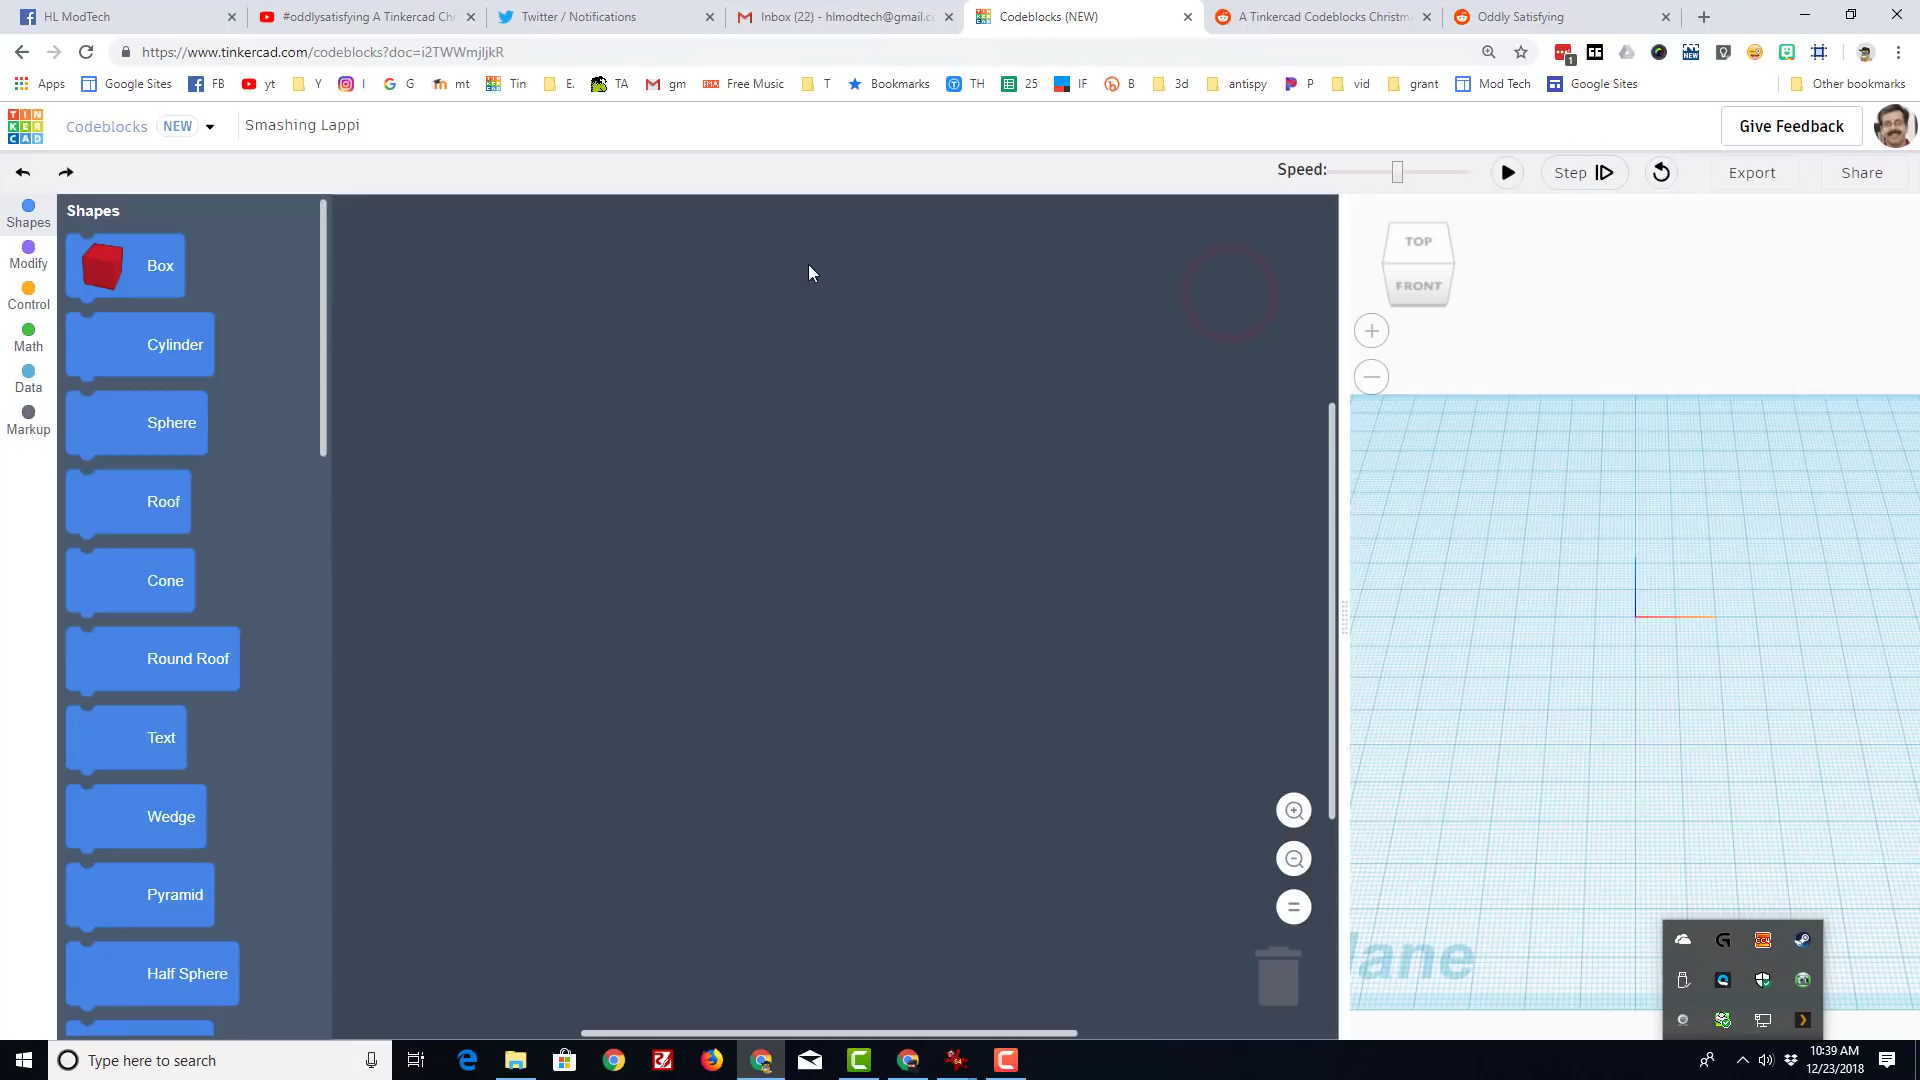 HL ModTech
#oddlysatisfying A Tinkercad Chr
Twitter / Notifications
Inbox (22) - hlmodtech@gmail.c
Codeblocks (NEW)
A Tinkercad Codeblocks Christm
Oddly Satisfying
https://www.tinkercad.com/codeblocks?doc=i2TWWmjljkR
1
Apps
Google Sites
FB
yt
Y
I
G
mt
Tin
E.
TA
gm
Free Music
T
Bookmarks
TH
25
IF
B
3d
antispy
P
vid
grant
Mod Tech
Google Sites
Other bookmarks
TIN
KER
CAD
Codeblocks NEW
Smashing Lappi
Give Feedback
Speed:
Step
Export
Share
Shapes
Modify
Control
Math
Data
Markup
Shapes
Box
Cylinder
Sphere
Roof
Cone
Round Roof
Text
Wedge
Pyramid
Half Sphere
TOP
FRONT
lane
Type here to search
10:39 AM
12/23/2018